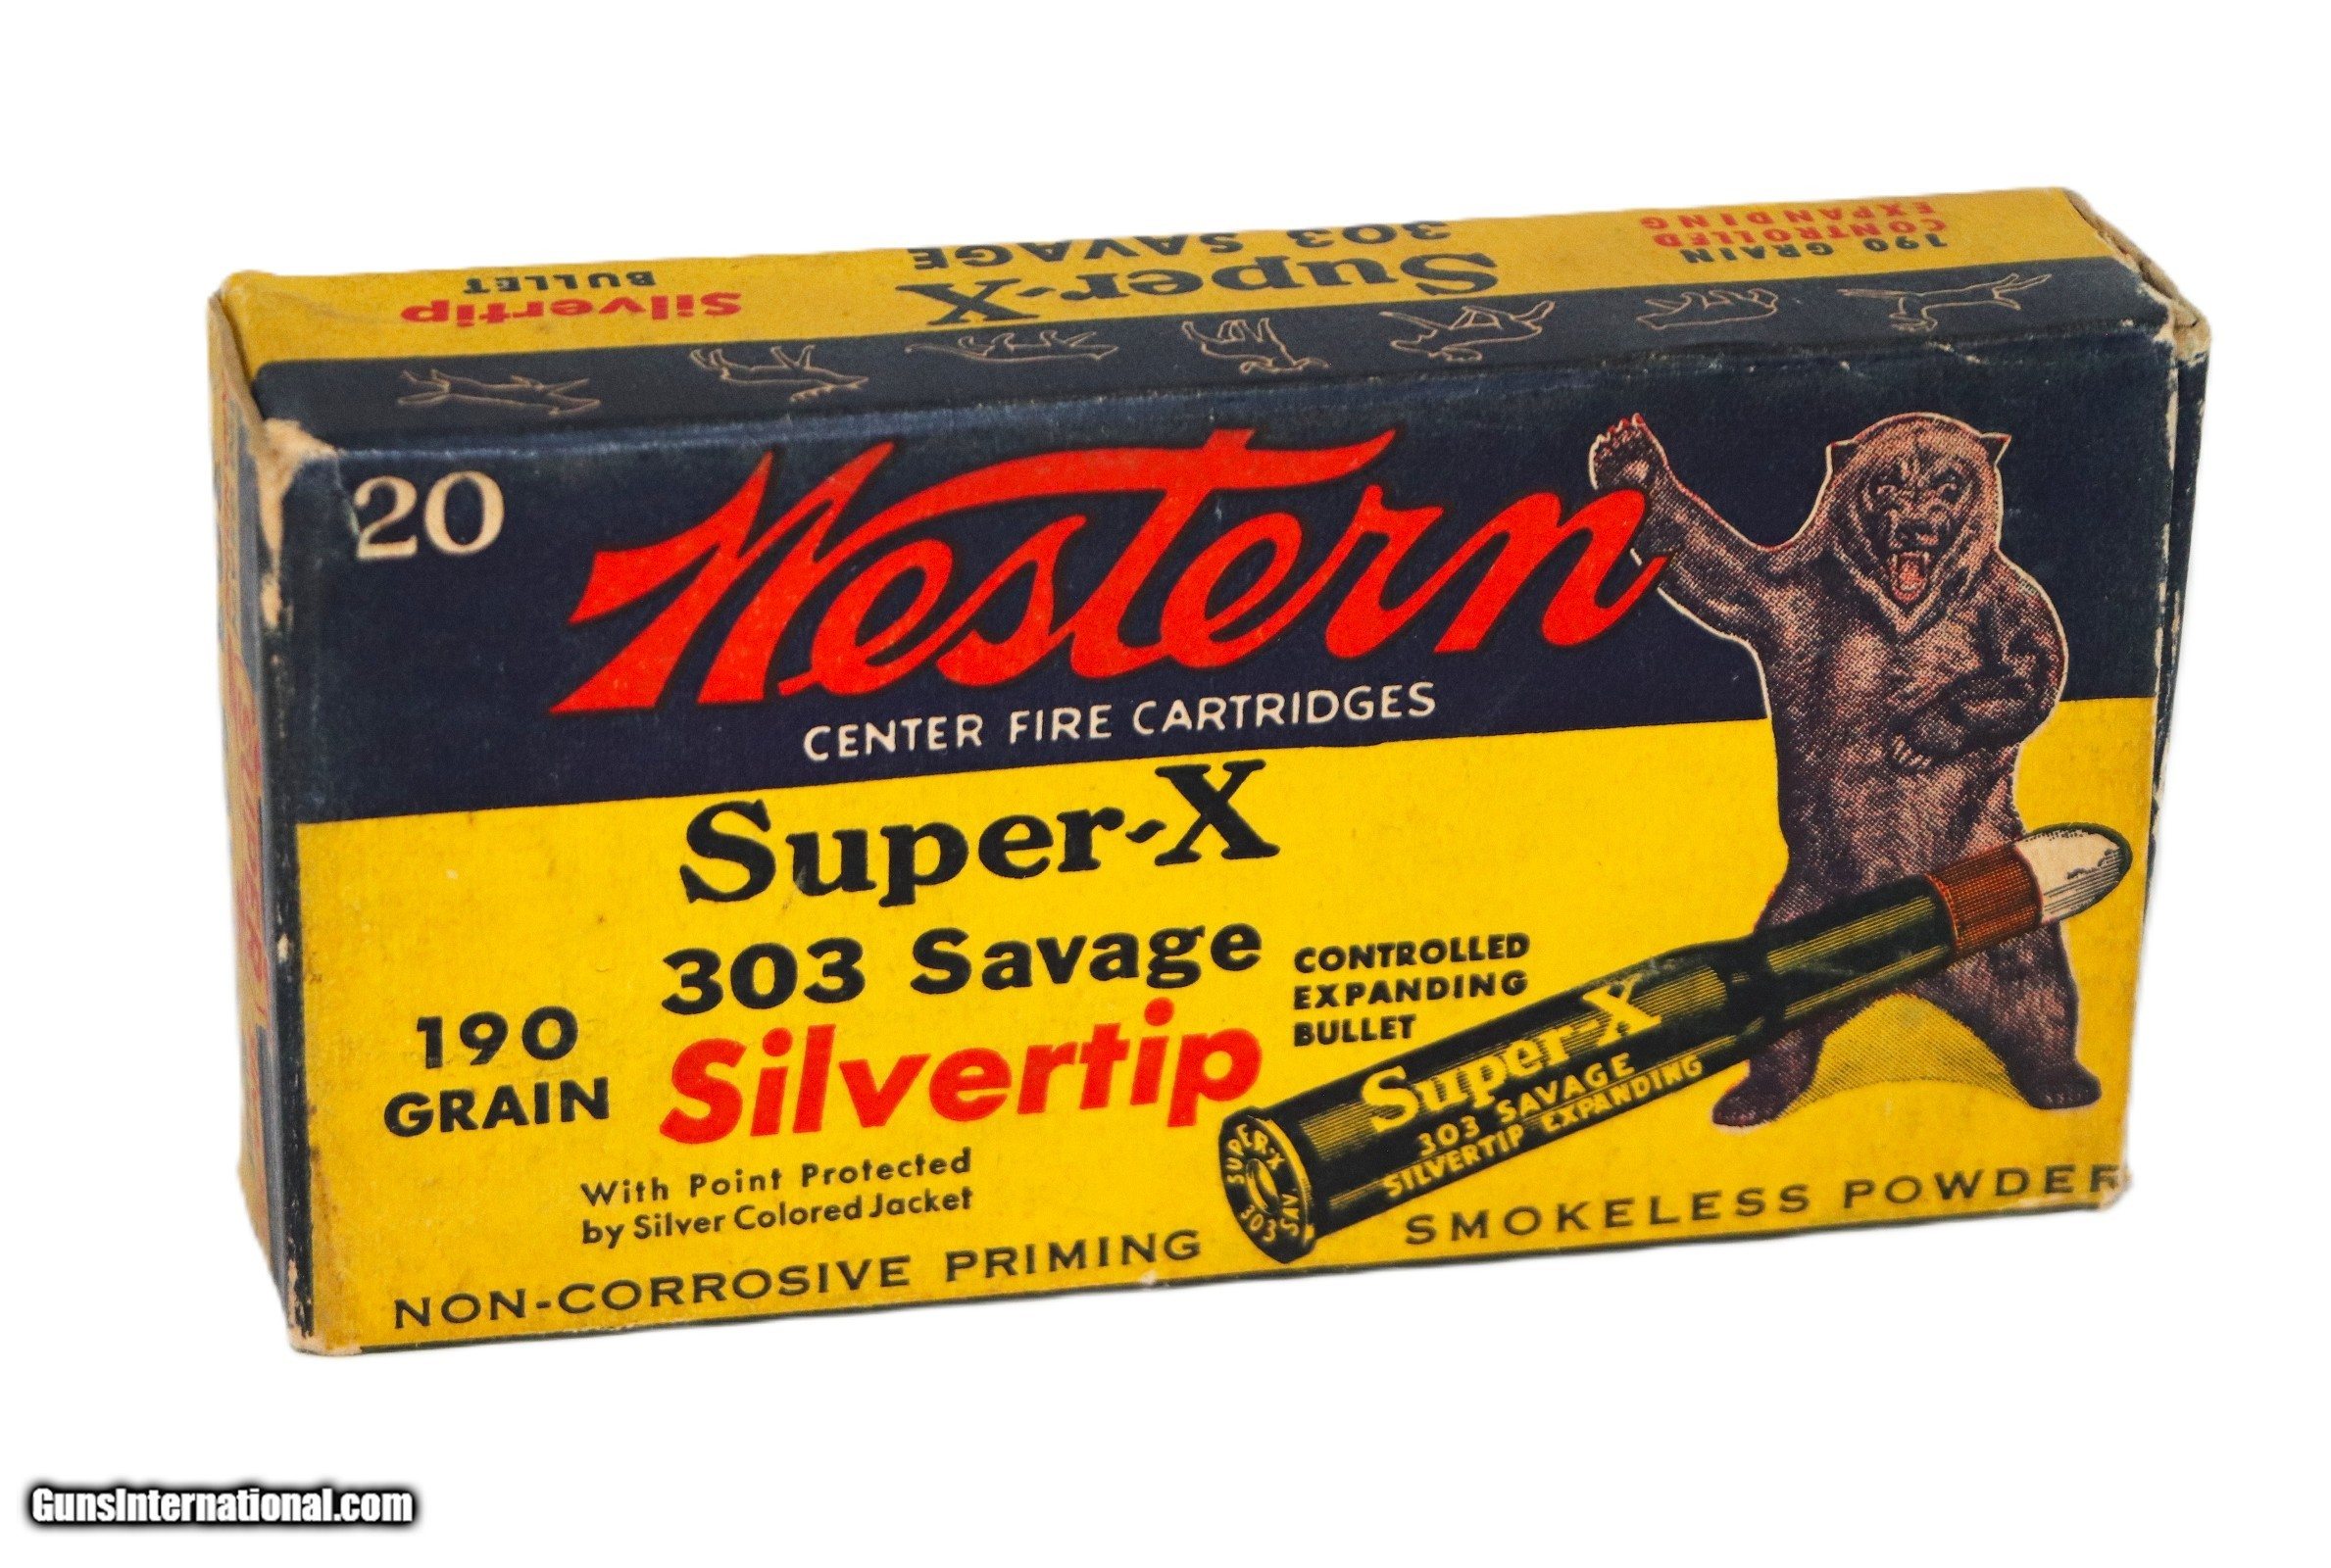 190 GRAIN
CONTROLLED
EXPANDING
Super-X
303 SAVAGE
Silvertip
BULLET
20
Western
CENTER FIRE CARTRIDGES
Super-X
303 Savage
190
GRAIN
Silvertip
CONTROLLED
EXPANDING
BULLET
With Point Protected
by Silver Colored Jacket
Super-X
303 SAVAGE
SILVERTIP EXPANDING
SUPER-X
303 SAV.
NON-CORROSIVE PRIMING
SMOKELESS POWDER
GunsInternational.com